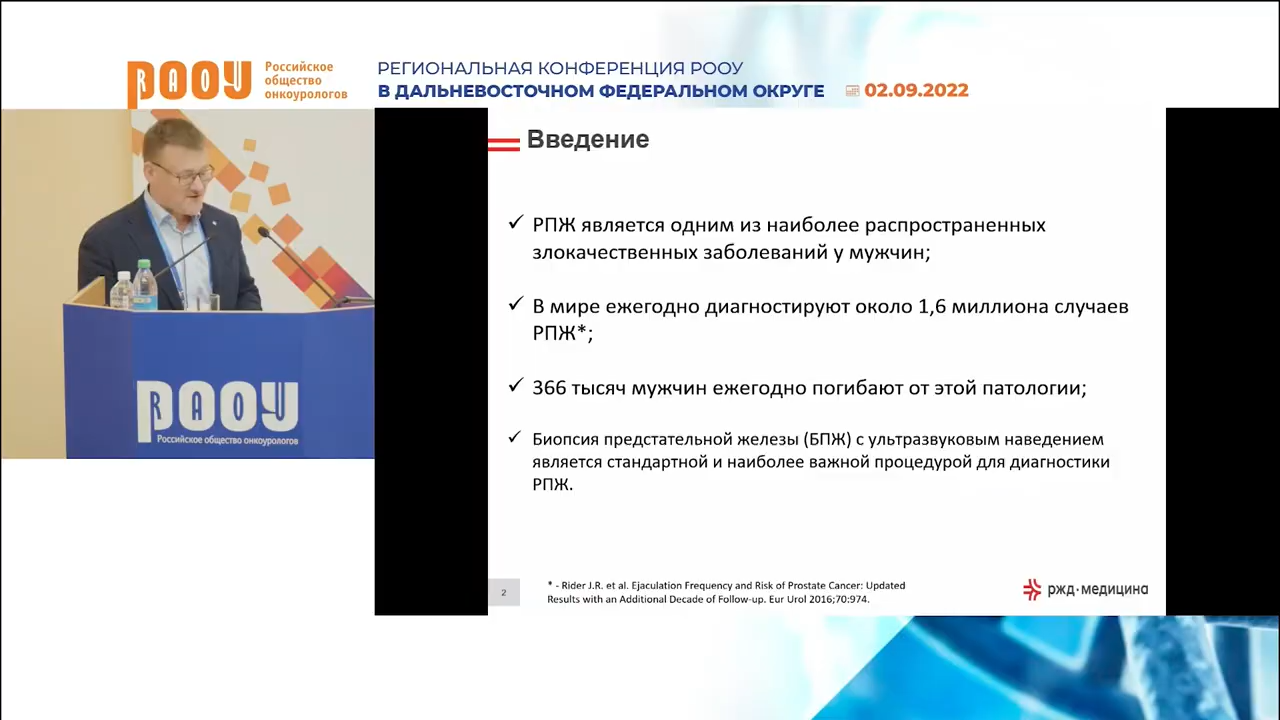 РООУ
RAOU
Российское
общество
онкоурологов
РЕГИОНАЛЬНАЯ КОНФЕРЕНЦИЯ РООУ
В ДАЛЬНЕВОСТОЧНОМ ФЕДЕРАЛЬНОМ ОКРУГЕ 02.09.2022
Введение
✓ РПЖ является одним из наиболее распространенных
злокачественных заболеваний у мужчин;
✓ В мире ежегодно диагностируют около 1,6 миллиона случаев
РПЖ*;
✓ 366 тысяч мужчин ежегодно погибают от этой патологии;
✓ Биопсия предстательной железы (БПЖ) с ультразвуковым наведением
является стандартной и наиболее важной процедурой для диагностики
РПЖ.
2
* - Rider J.R. et al. Ejaculation Frequency and Risk of Prostate Cancer: Updated
Results with an Additional Decade of Follow-up. Eur Urol 2016;70:974.
ржд·медицина
РООУ
RAOU
Российское общество онкоурологов